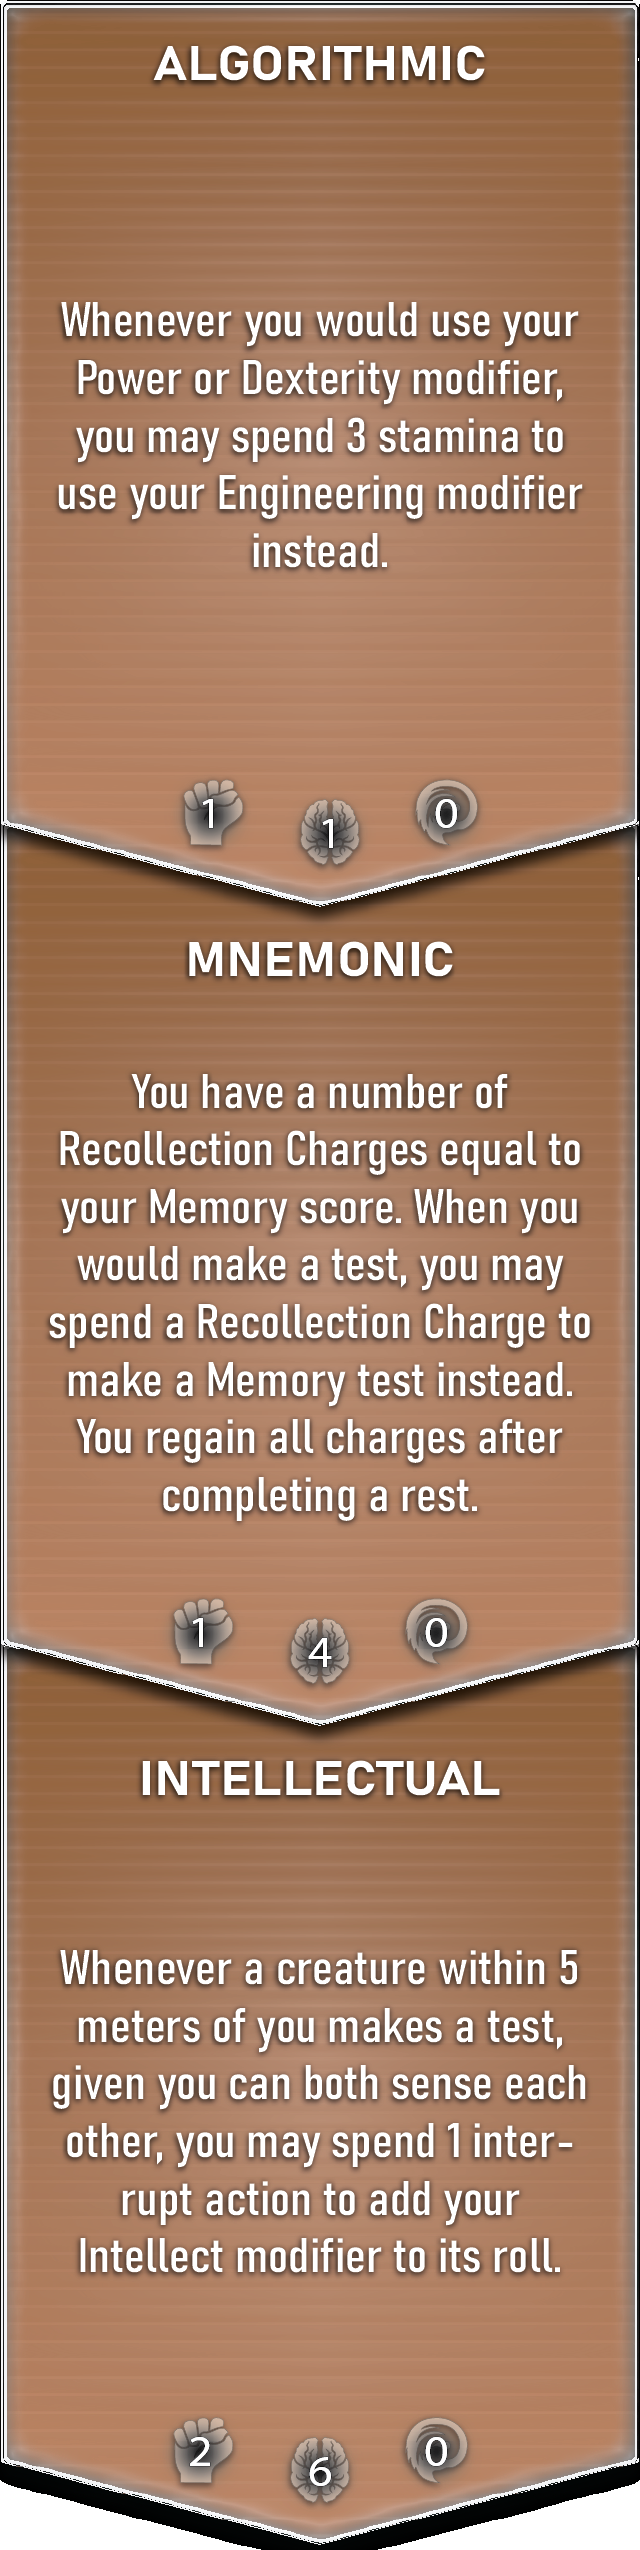 ALGORITHMIC
Whenever you would use your
Power or Dexterity modifier,
you may spend 3 stamina to
use your Engineering modifier
instead.
1 1 0
MNEMONIC
You have a number of
Recollection Charges equal to
your Memory score. When you
would make a test, you may
spend a Recollection Charge to
make a Memory test instead.
You regain all charges after
completing a rest.
1 4 0
INTELLECTUAL
Whenever a creature within 5
meters of you makes a test,
given you can both sense each
other, you may spend 1 inter-
rupt action to add your
Intellect modifier to its roll.
2 6 0